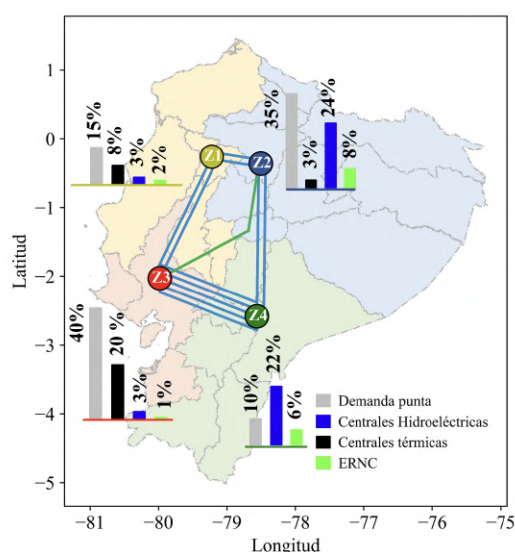 1
0
−1
−2
−3
−4
−5
Latitud
15%
8%
3%
2%
35%
3%
24%
8%
Z1
Z2
Z3
Z4
40%
20 %
3%
1%
10%
22%
6%
Demanda punta
Centrales Hidroeléctricas
Centrales térmicas
ERNC
−81
−80
−79
−78
−77
−76
−75
Longitud